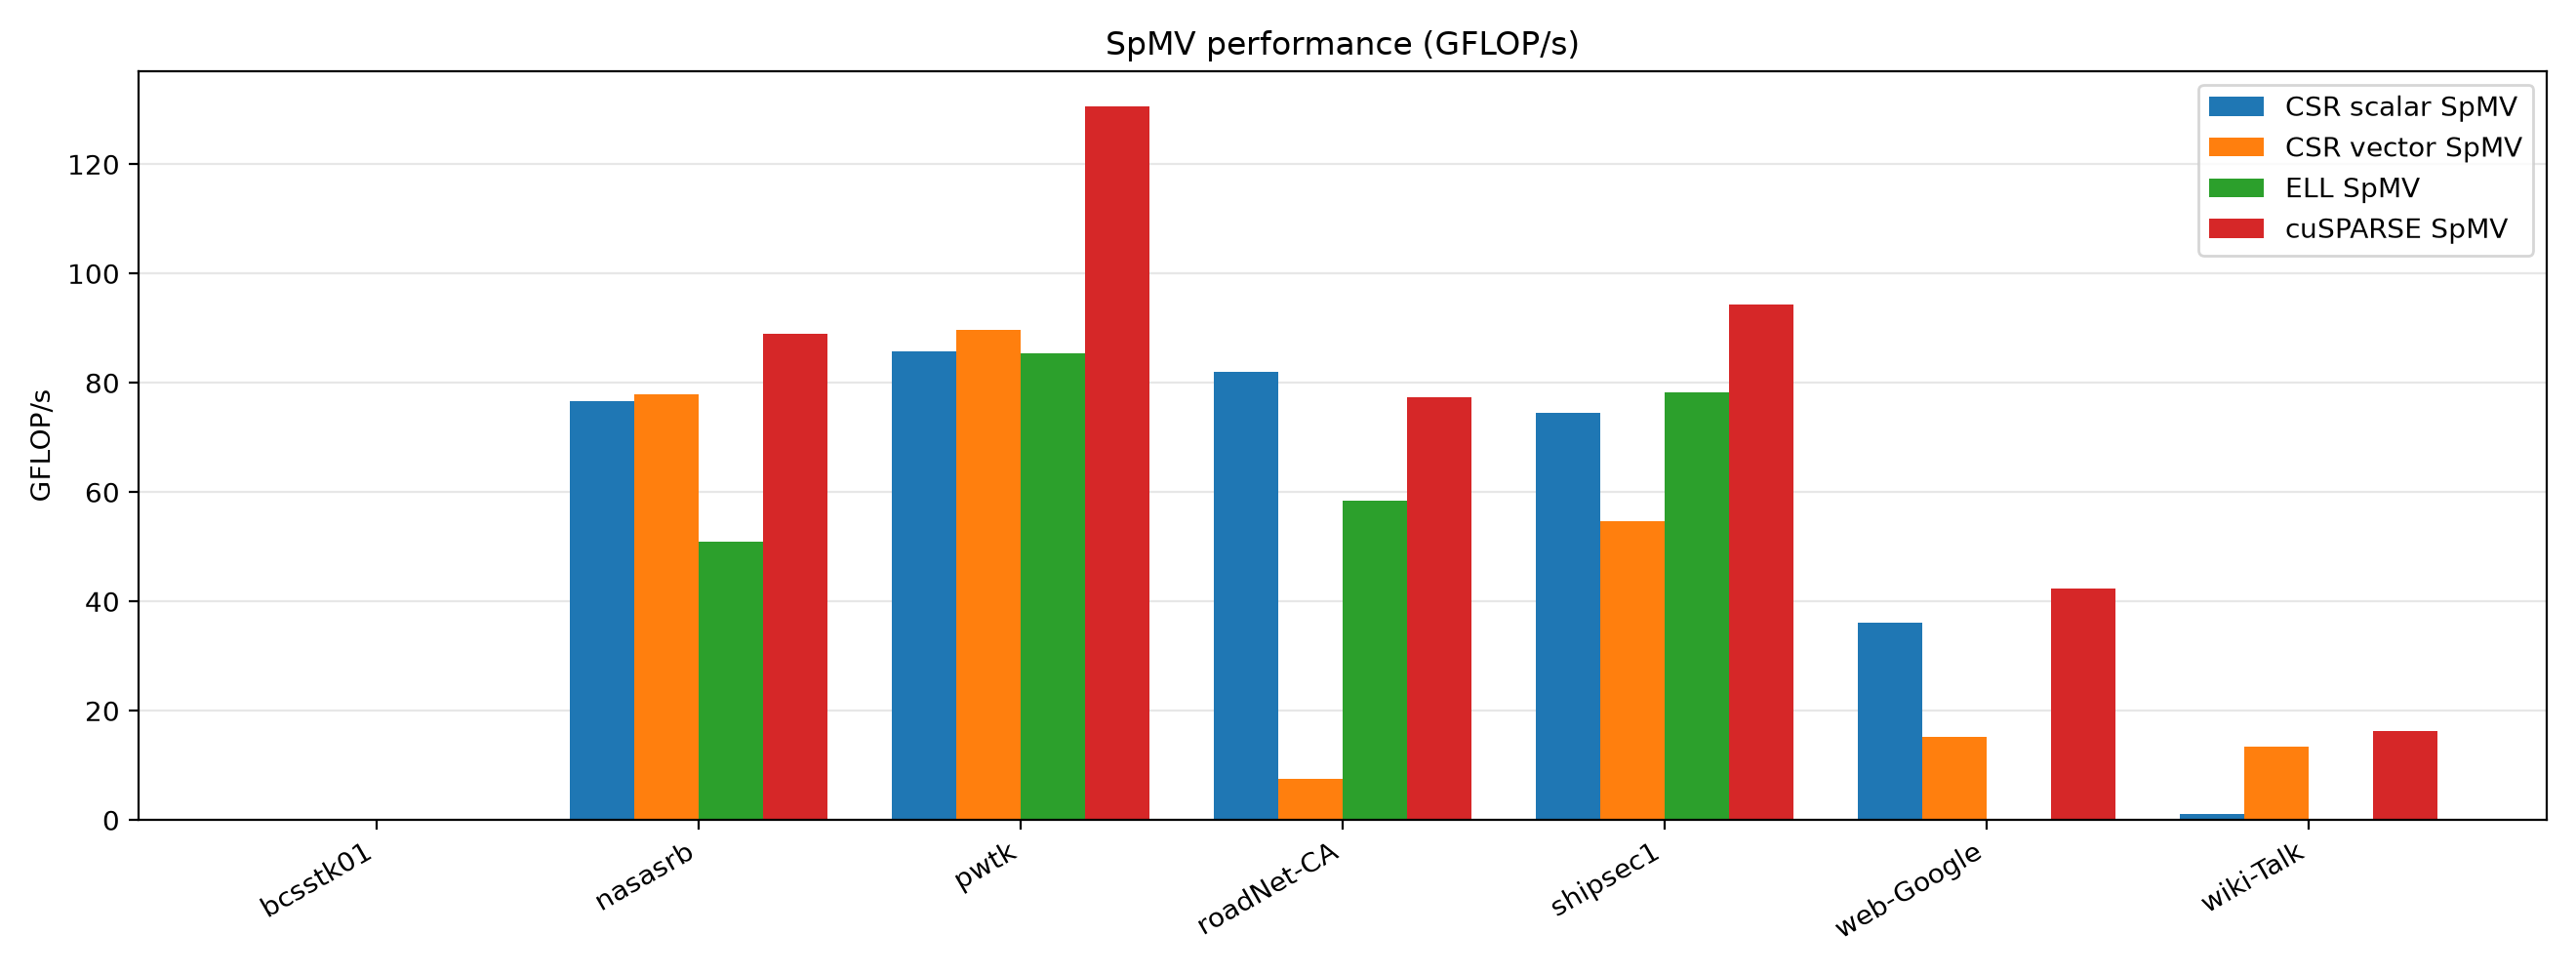 SpMV performance (GFLOP/s)
CSR scalar SpMV
CSR vector SpMV
ELL SpMV
cuSPARSE SpMV
GFLOP/s
120
100
80
60
40
20
0
bcsstk01
nasasrb
pwtk
roadNet-CA
shipsec1
web-Google
wiki-Talk